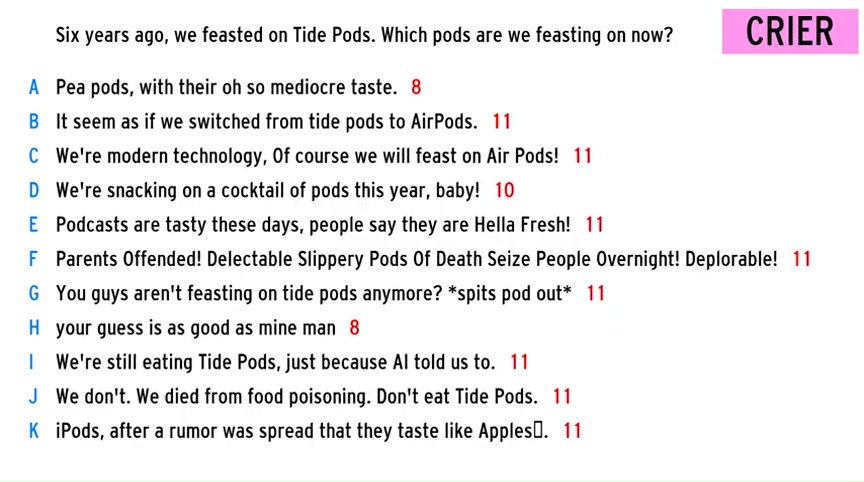 Six years ago, we feasted on Tide Pods. Which pods are we feasting on now?
CRIER
A Pea pods, with their oh so mediocre taste. 8
B It seem as if we switched from tide pods to AirPods. 11
C We're modern technology, Of course we will feast on Air Pods! 11
D We're snacking on a cocktail of pods this year, baby! 10
E Podcasts are tasty these days, people say they are Hella Fresh! 11
F Parents Offended! Delectable Slippery Pods Of Death Seize People Overnight! Deplorable! 11
G You guys aren't feasting on tide pods anymore? *spits pod out* 11
H your guess is as good as mine man 8
I We're still eating Tide Pods, just because AI told us to. 11
J We don't. We died from food poisoning. Don't eat Tide Pods. 11
K iPods, after a rumor was spread that they taste like Apples▯. 11